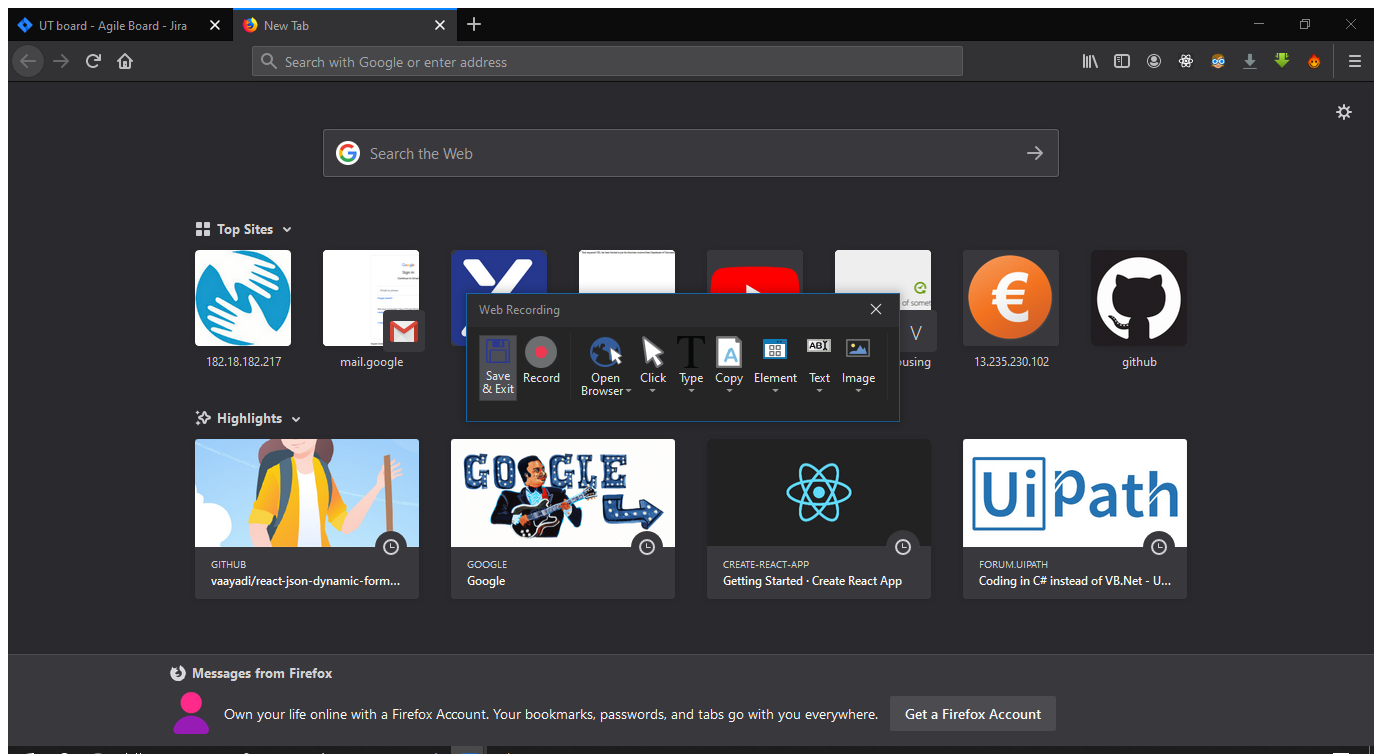 UT board - Agile Board - Jira
New Tab
Search with Google or enter address
Search the Web
Top Sites
182.18.182.217
mail.google
V
of somet
ousing
13.235.230.102
github
Web Recording
Save & Exit
Record
Open Browser
Click
Type
Copy
Element
Text
Image
Highlights
GITHUB
vaayadi/react-json-dynamic-form...
GOOGLE
GOOGLE
Google
CREATE-REACT-APP
Getting Started · Create React App
UiPath
FORUM.UIPATH
Coding in C# instead of VB.Net - U...
Messages from Firefox
Own your life online with a Firefox Account. Your bookmarks, passwords, and tabs go with you everywhere.
Get a Firefox Account